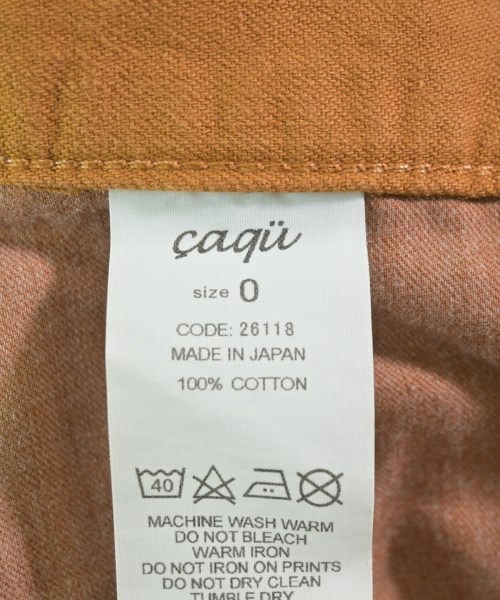 çaqü
size 0
CODE: 26118
MADE IN JAPAN
100% COTTON
40
MACHINE WASH WARM
DO NOT BLEACH
WARM IRON
DO NOT IRON ON PRINTS
DO NOT DRY CLEAN
TUMBLE DRY